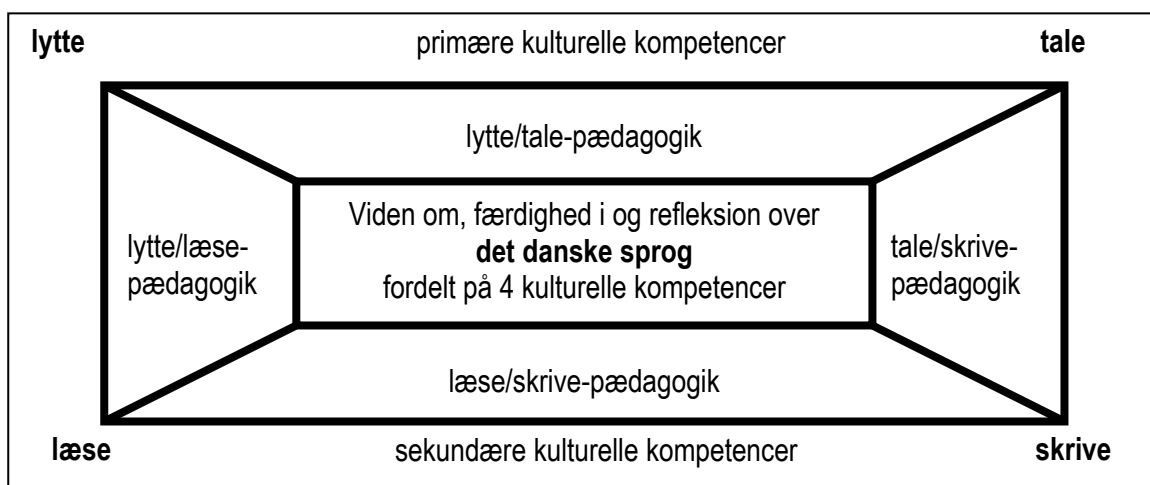 lytte primære kulturelle kompetencer tale
lytte/tale-pædagogik
Viden om, færdighed i og refleksion over
det danske sprog
fordelt på 4 kulturelle kompetencer
lytte/læse-
pædagogik
tale/skrive-
pædagogik
læse/skrive-pædagogik
læse sekundære kulturelle kompetencer skrive